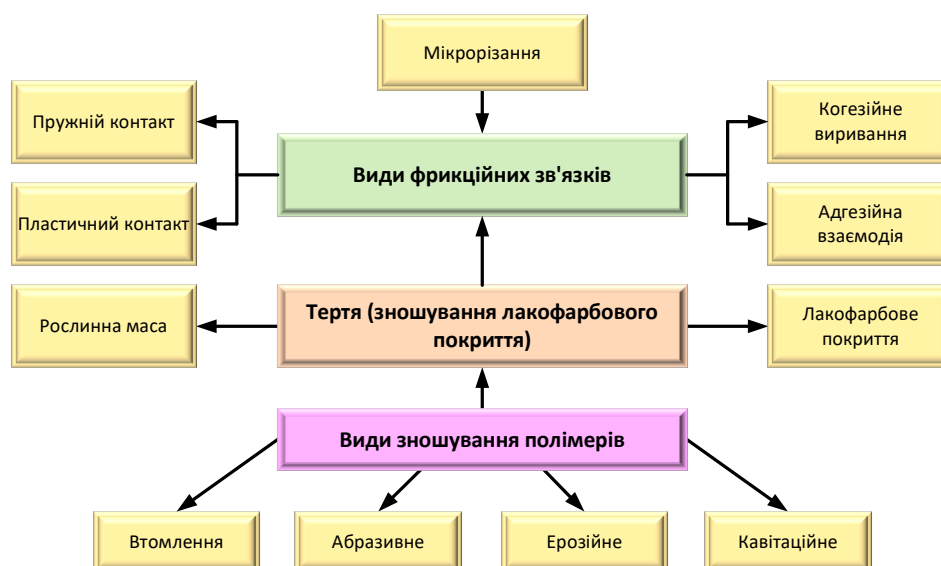 Мікрорізання
Пружній контакт
Когезійне
виривання
Види фрикційних зв'язків
Пластичний контакт
Адгезійна
взаємодія
Рослинна маса
Тертя (зношування лакофарбового
покриття)
Лакофарбове
покриття
Види зношування полімерів
Втомлення
Абразивне
Ерозійне
Кавітаційне